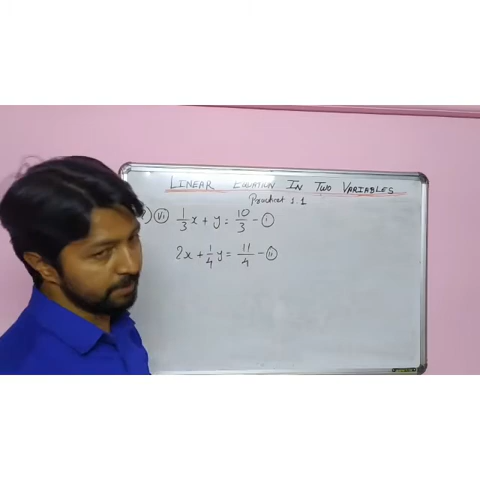 LINEAR EQUATION IN TWO VARIABLES
Practice 1.1
) (vi) 1/3 x + y = 10/3 - (i)
2x + 1/4 y = 11/4 - (ii)